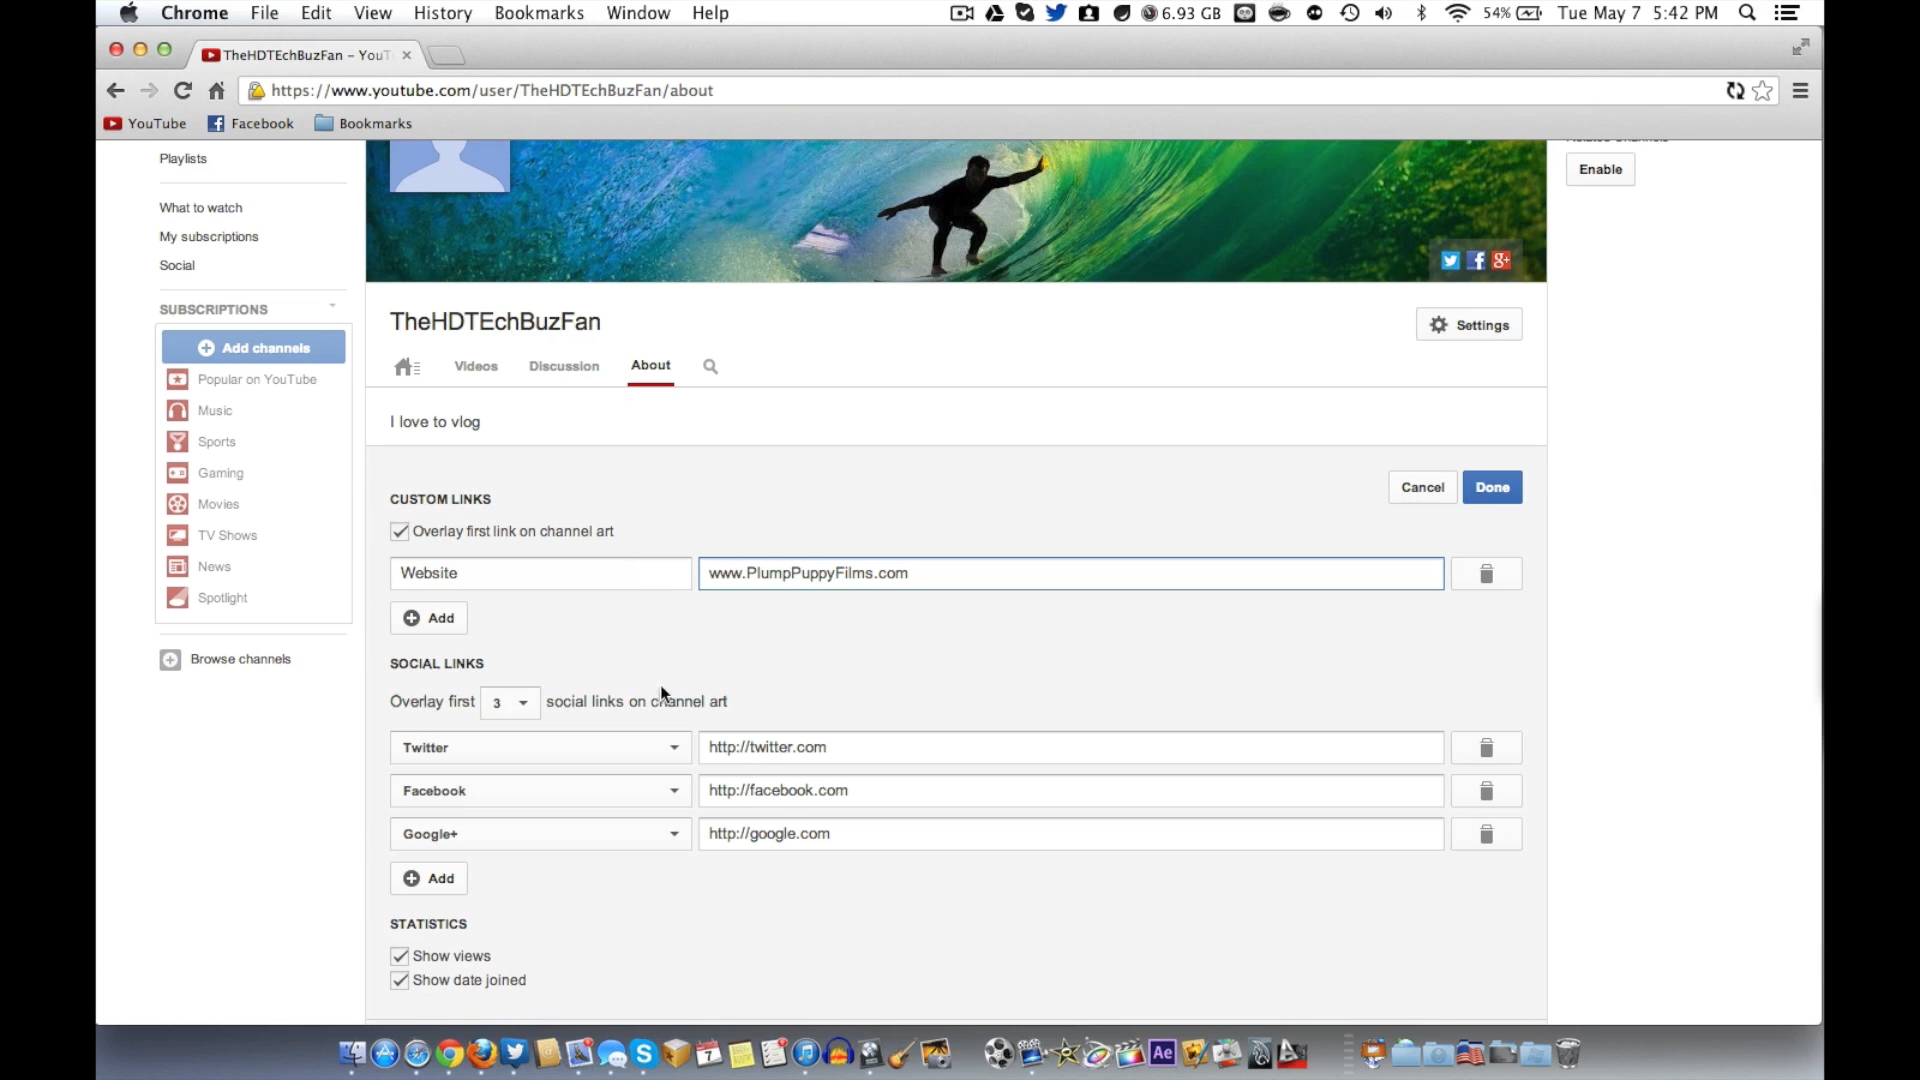 Chrome File Edit View History Bookmarks Window Help 6.93 GB 54% Tue May 7 5:42 PM
TheHDTEchBuzFan – YouT
https://www.youtube.com/user/TheHDTEchBuzFan/about
YouTube Facebook Bookmarks
Playlists
What to watch
My subscriptions
Social
SUBSCRIPTIONS
Add channels
Popular on YouTube
Music
Sports
Gaming
Movies
TV Shows
News
Spotlight
Browse channels
Related Channels
Enable
TheHDTEchBuzFan
Settings
Videos Discussion About
I love to vlog
Cancel Done
CUSTOM LINKS
Overlay first link on channel art
Website www.PlumpPuppyFilms.com
Add
SOCIAL LINKS
Overlay first 3 social links on channel art
Twitter http://twitter.com
Facebook http://facebook.com
Google+ http://google.com
Add
STATISTICS
Show views
Show date joined
7
Ae